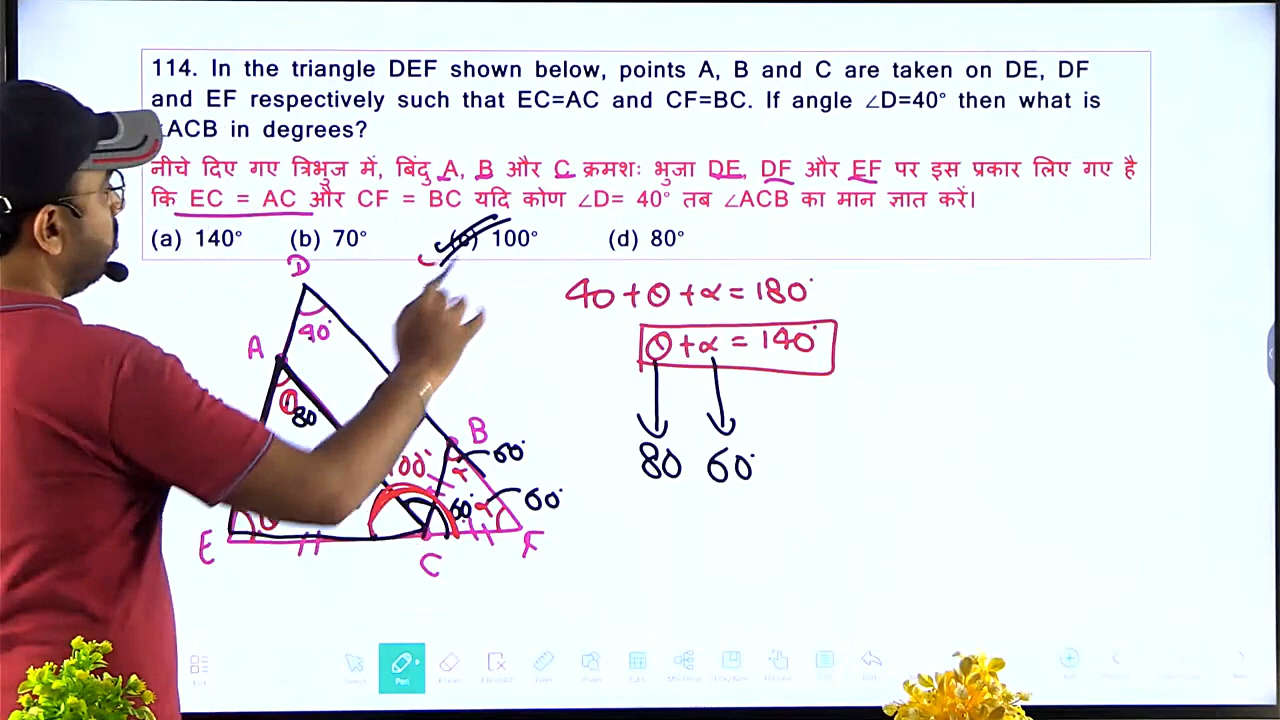 114. In the triangle DEF shown below, points A, B and C are taken on DE, DF
and EF respectively such that EC=AC and CF=BC. If angle ∠D=40° then what is
∠ACB in degrees?
नीचे दिए गए त्रिभुज में, बिंदु A, B और C क्रमशः भुजा DE, DF और EF पर इस प्रकार लिए गए है
कि EC = AC और CF = BC यदि कोण ∠D= 40° तब ∠ACB का मान ज्ञात करें।
(a) 140° (b) 70° (c) 100° (d) 80°
D
40°
A
θ
80
B
60°
100°
α
60°
α
60°
E
θ
C
F
40 + θ + α = 180°
θ + α = 140°
80 60°
Pen